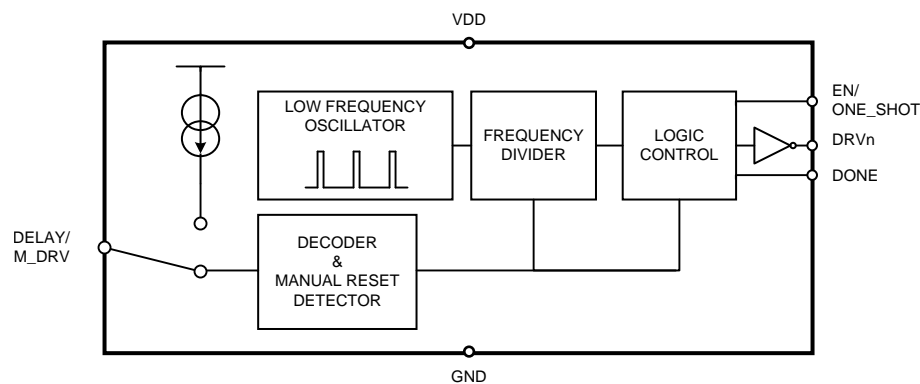 VDD
LOW FREQUENCY
OSCILLATOR
FREQUENCY
DIVIDER
LOGIC
CONTROL
EN/
ONE_SHOT
DRVn
DONE
DELAY/
M_DRV
DECODER
&
MANUAL RESET
DETECTOR
GND